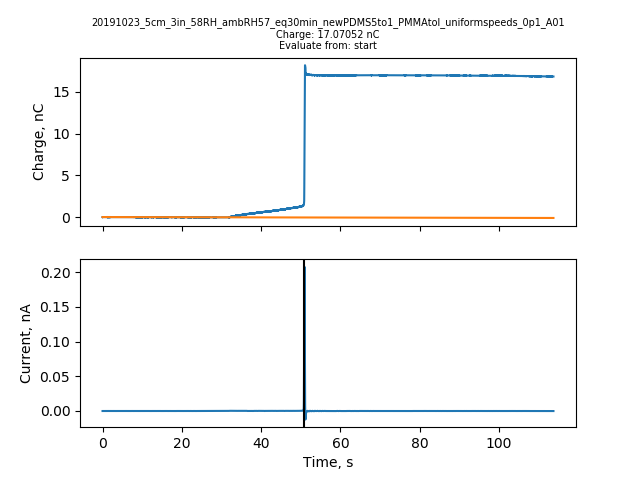 20191023_5cm_3in_58RH_ambRH57_eq30min_newPDMS5to1_PMMAtol_uniformspeeds_0p1_A01
Charge: 17.07052 nC
Evaluate from: start
15
10
5
0
Charge, nC
0.20
0.15
0.10
0.05
0.00
Current, nA
0 20 40 60 80 100
Time, s